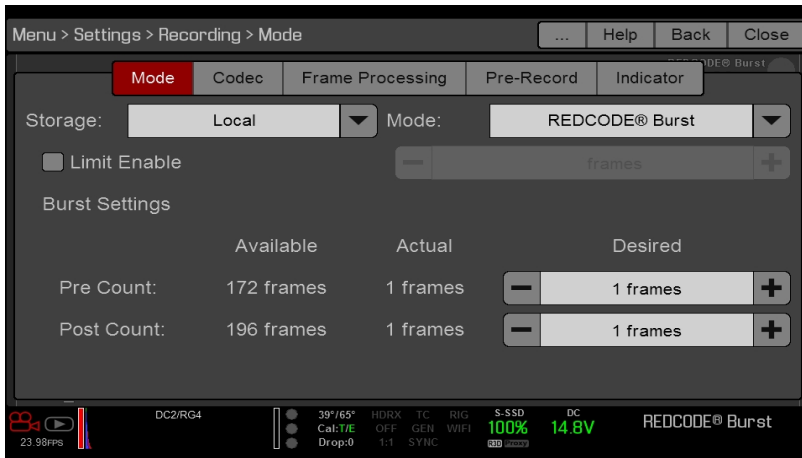 Menu > Settings > Recording > Mode ... Help Back Close
Mode Codec Frame Processing Pre-Record Indicator
Storage: Local Mode: REDCODE® Burst
Limit Enable frames
Burst Settings
Available Actual Desired
Pre Count: 172 frames 1 frames 1 frames
Post Count: 196 frames 1 frames 1 frames
DC2/RG4 39°/65° HDRX TC RIG S-SSD DC
Cal:T/E OFF GEN WIFI 100% 14.8V REDCODE® Burst
23.98FPS Drop:0 1:1 SYNC R3D Proxy